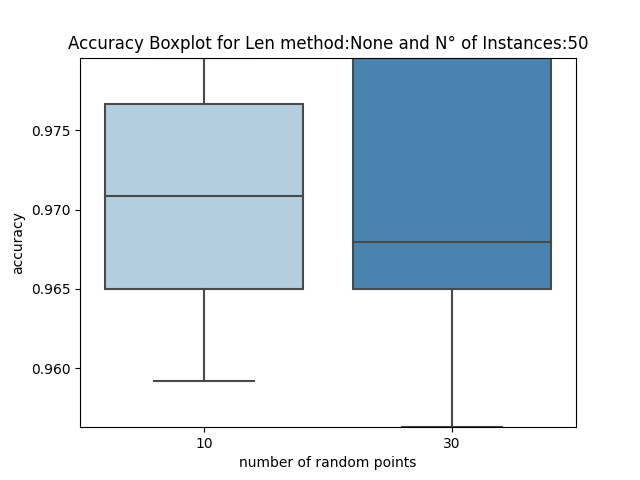 Accuracy Boxplot for Len method:None and N° of Instances:50
0.975
0.970
0.965
0.960
accuracy
10 30
number of random points